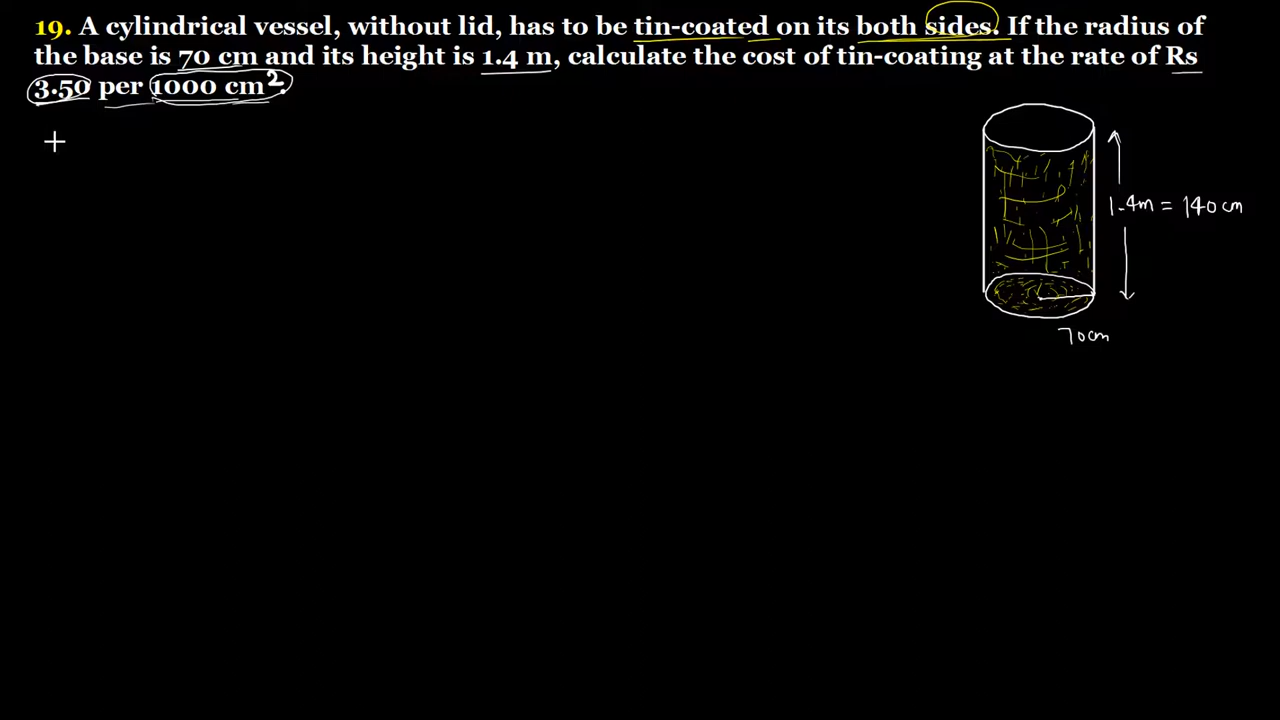 19. A cylindrical vessel, without lid, has to be tin-coated on its both sides. If the radius of
the base is 70 cm and its height is 1.4 m, calculate the cost of tin-coating at the rate of Rs
3.50 per 1000 cm².
1.4m = 140cm
70cm